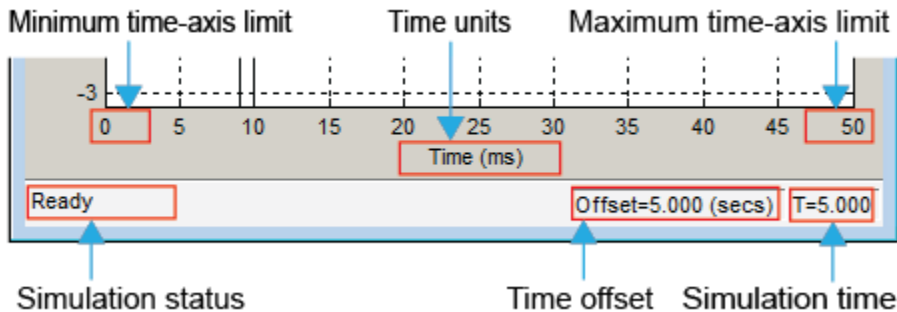 Minimum time-axis limit Time units Maximum time-axis limit
-3
0 5 10 15 20 25 30 35 40 45 50
Time (ms)
Ready Offset=5.000 (secs) T=5.000
Simulation status Time offset Simulation time